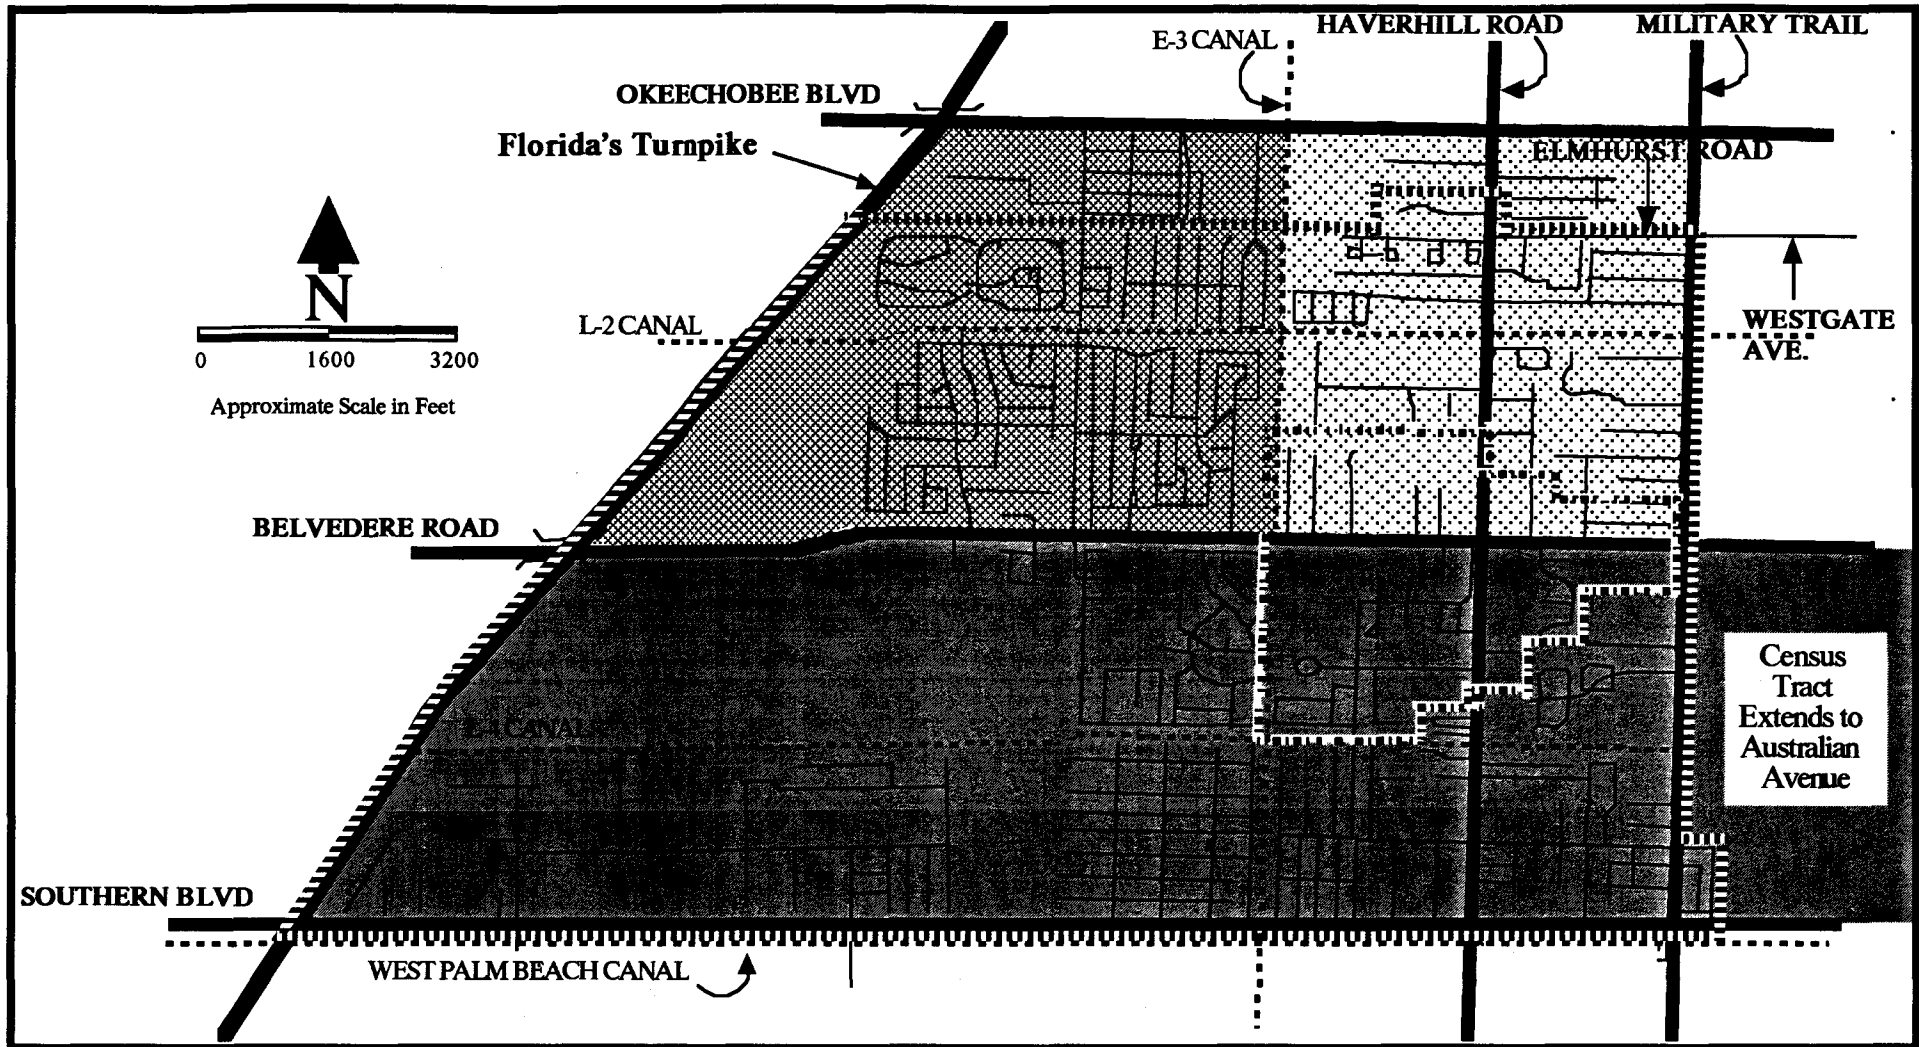 HAVERHILL ROAD
MILITARY TRAIL
E-3 CANAL
OKEECHOBEE BLVD
Florida's Turnpike
ELMHURST ROAD
N
L-2 CANAL
WESTGATE
AVE.
0 1600 3200
Approximate Scale in Feet
BELVEDERE ROAD
Census
Tract
Extends to
Australian
Avenue
SOUTHERN BLVD
WEST PALM BEACH CANAL